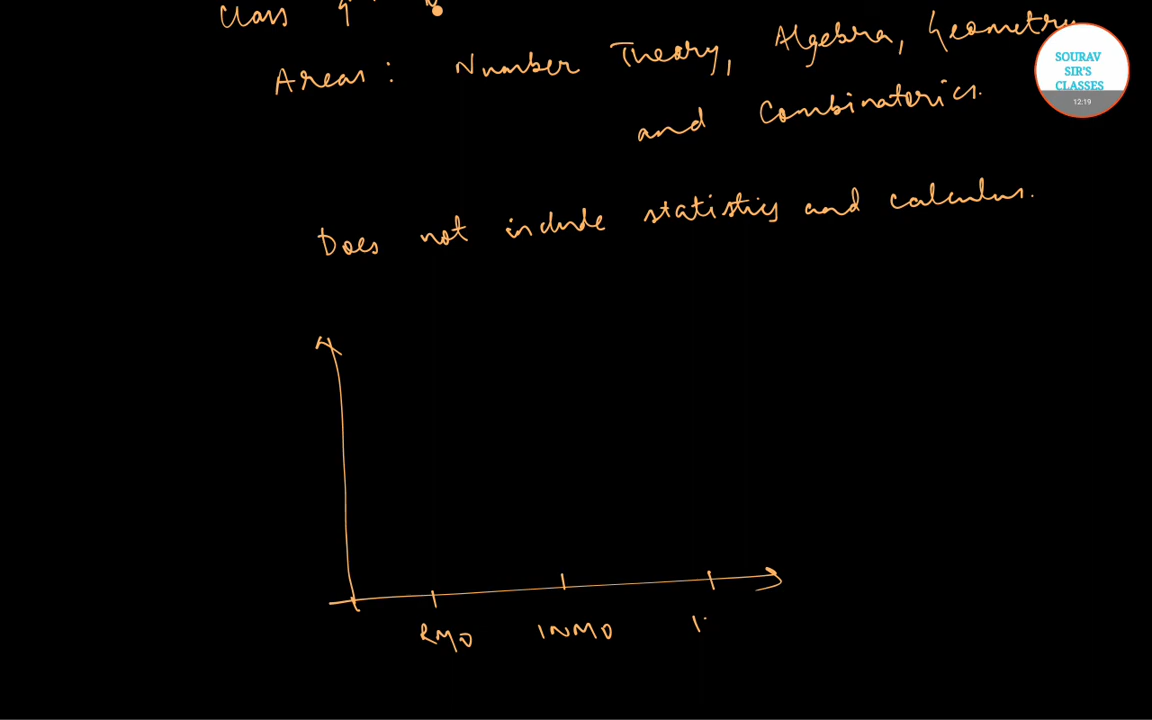 Class
Areas: Number Theory, Algebra, Geometry
and Combinatorics.
Does not include statistics and calculus.
RMO INMO I
SOURAV
SIR'S
CLASSES
12:19